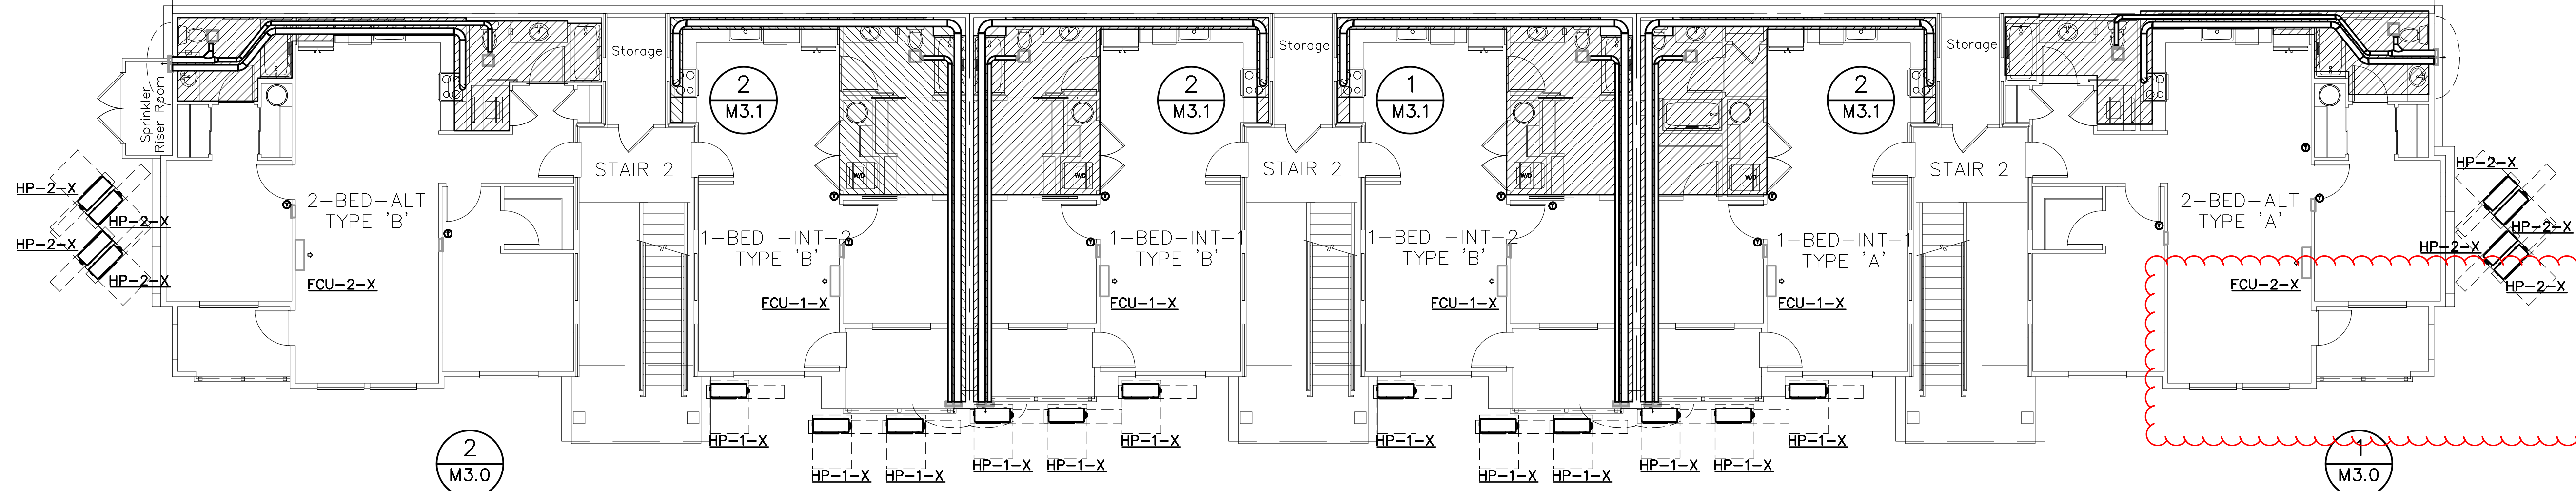 Storage
Storage
Storage
Sprinkler
Riser Room
2
M3.1
2
M3.1
1
M3.1
2
M3.1
STAIR 2
STAIR 2
STAIR 2
W/D
W/D
W/D
W/D
HP-2-X
HP-2-X
HP-2-X
HP-2-X
2-BED-ALT
TYPE 'B'
FCU-2-X
1-BED -INT-2
TYPE 'B'
FCU-1-X
1-BED-INT-1
TYPE 'B'
FCU-1-X
1-BED -INT-2
TYPE 'B'
FCU-1-X
1-BED-INT-1
TYPE 'A'
FCU-1-X
2-BED-ALT
TYPE 'A'
FCU-2-X
HP-2-X
HP-2-X
HP-2-X
HP-2-X
HP-1-X
HP-1-X
HP-1-X
HP-1-X
HP-1-X
HP-1-X
HP-1-X
HP-1-X
HP-1-X
HP-1-X
HP-1-X
HP-1-X
2
M3.0
1
M3.0